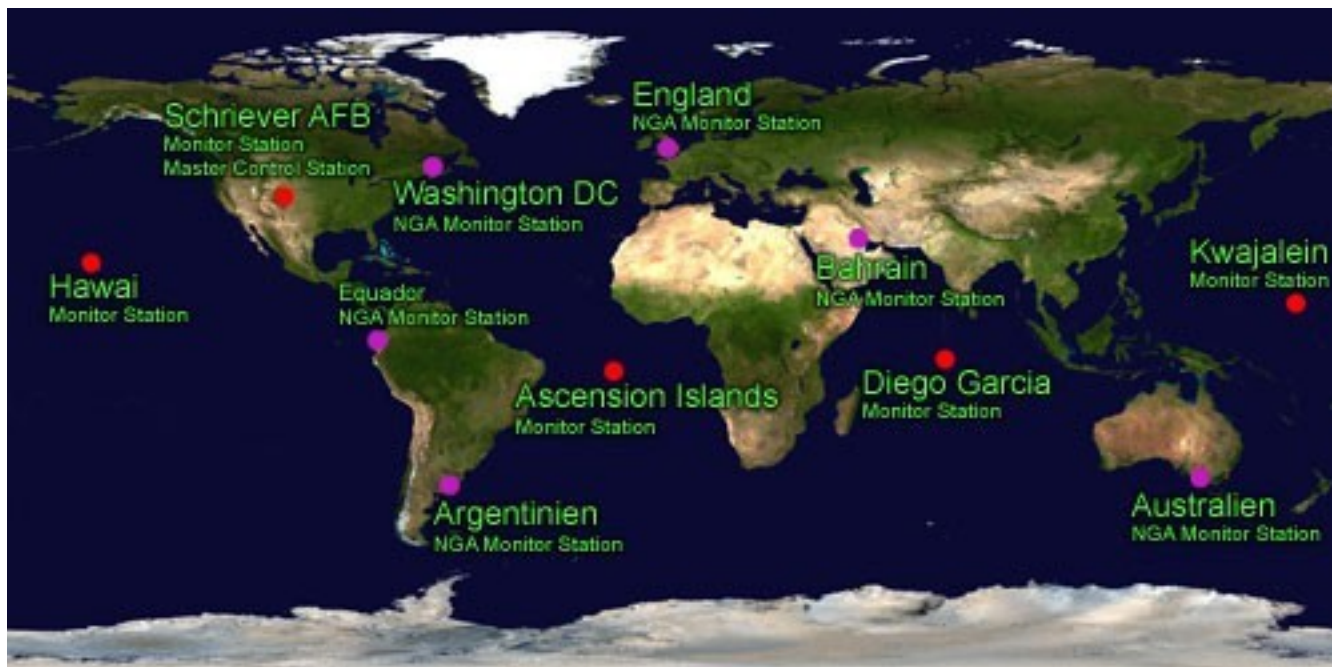 England
NGA Monitor Station
Schriever AFB
Monitor Station
Master Control Station
Washington DC
NGA Monitor Station
Kwajalein
Monitor Station
Hawai
Monitor Station
Bahrain
NGA Monitor Station
Equador
NGA Monitor Station
Ascension Islands
Monitor Station
Diego Garcia
Monitor Station
Argentinien
NGA Monitor Station
Australien
NGA Monitor Station